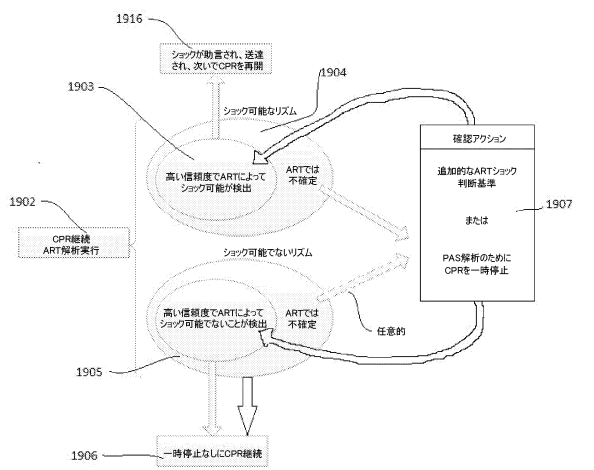 1916
ショックが助言され、送達
され、次いでCPRを再開
1903
1904
ショック可能なリズム
高い信頼度でARTによって
ショック可能が検出
ARTでは
不確定
確認アクション
追加的なARTショック
判断基準
または
PAS解析のために
CPRを一時停止
1907
1902
CPR継続
ART解析実行
ショック可能でないリズム
高い信頼度でARTによって
ショック可能でないことが検出
ARTでは
不確定
任意的
1905
1906
一時停止なしにCPR継続